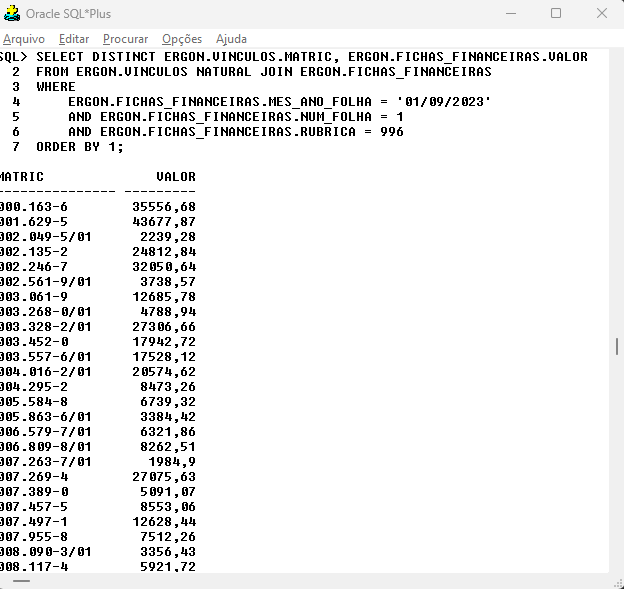 Oracle SQL*Plus
Arquivo Editar Procurar Opções Ajuda
SQL> SELECT DISTINCT ERGON.VINCULOS.MATRIC, ERGON.FICHAS_FINANCEIRAS.VALOR
2 FROM ERGON.VINCULOS NATURAL JOIN ERGON.FICHAS_FINANCEIRAS
3 WHERE
4 ERGON.FICHAS_FINANCEIRAS.MES_ANO_FOLHA = '01/09/2023'
5 AND ERGON.FICHAS_FINANCEIRAS.NUM_FOLHA = 1
6 AND ERGON.FICHAS_FINANCEIRAS.RUBRICA = 996
7 ORDER BY 1;
MATRIC VALOR
--------------- ---------
000.163-6 35556,68
001.629-5 43677,87
002.049-5/01 2239,28
002.135-2 24812,84
002.246-7 32050,64
002.561-9/01 3738,57
003.061-9 12685,78
003.268-0/01 4788,94
003.328-2/01 27306,66
003.452-0 17942,72
003.557-6/01 17528,12
004.016-2/01 20574,62
004.295-2 8473,26
005.584-8 6739,32
005.863-6/01 3384,42
006.579-7/01 6321,86
006.809-8/01 8262,51
007.263-7/01 1984,9
007.269-4 27075,63
007.389-0 5091,07
007.457-5 8553,06
007.497-1 12628,44
007.955-8 7512,26
008.090-3/01 3356,43
008.117-4 5921,72